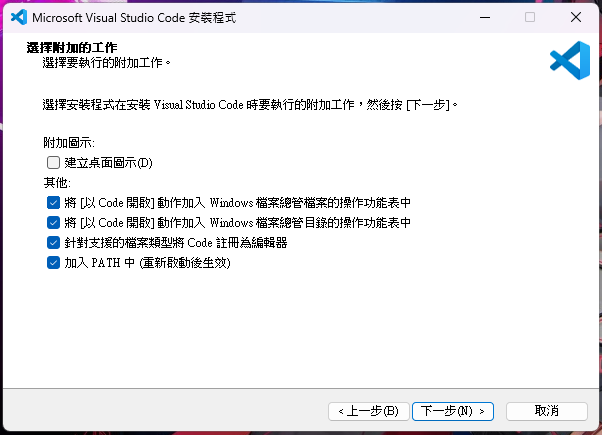 Microsoft Visual Studio Code 安裝程式
選擇附加的工作
選擇要執行的附加工作。
選擇安裝程式在安裝 Visual Studio Code 時要執行的附加工作，然後按 [下一步]。
附加圖示:
建立桌面圖示(D)
其他:
將 [以 Code 開啟] 動作加入 Windows 檔案總管檔案的操作功能表中
將 [以 Code 開啟] 動作加入 Windows 檔案總管目錄的操作功能表中
針對支援的檔案類型將 Code 註冊為編輯器
加入 PATH 中 (重新啟動後生效)
< 上一步(B) 下一步(N) > 取消